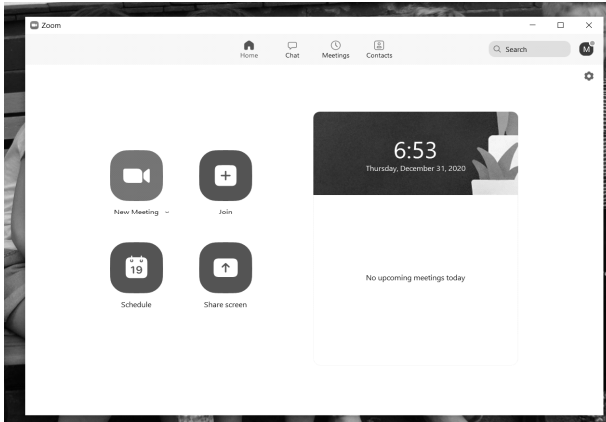 Zoom
Home Chat Meetings Contacts
Search
M
6:53
Thursday, December 31, 2020
New Meeting
Join
19
Schedule
Share screen
No upcoming meetings today